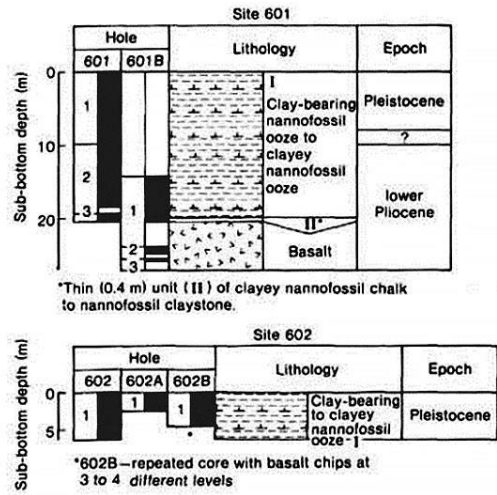 Site 601
Hole
Lithology
Epoch
601
601B
Sub-bottom depth (m)
0
10
20
1
2
3
1
2
3
I
Clay-bearing
nannofossil
ooze to
clayey
nannofossil
ooze
II*
Basalt
Pleistocene
?
lower
Pliocene
*Thin (0.4 m) unit (II) of clayey nannofossil chalk
to nannofossil claystone.
Site 602
Hole
Lithology
Epoch
602
602A
602B
Sub-bottom depth (m)
0
5
1
1
1
*
Clay-bearing
to clayey
nannofossil
ooze-I
Pleistocene
*602B—repeated core with basalt chips at
3 to 4 different levels